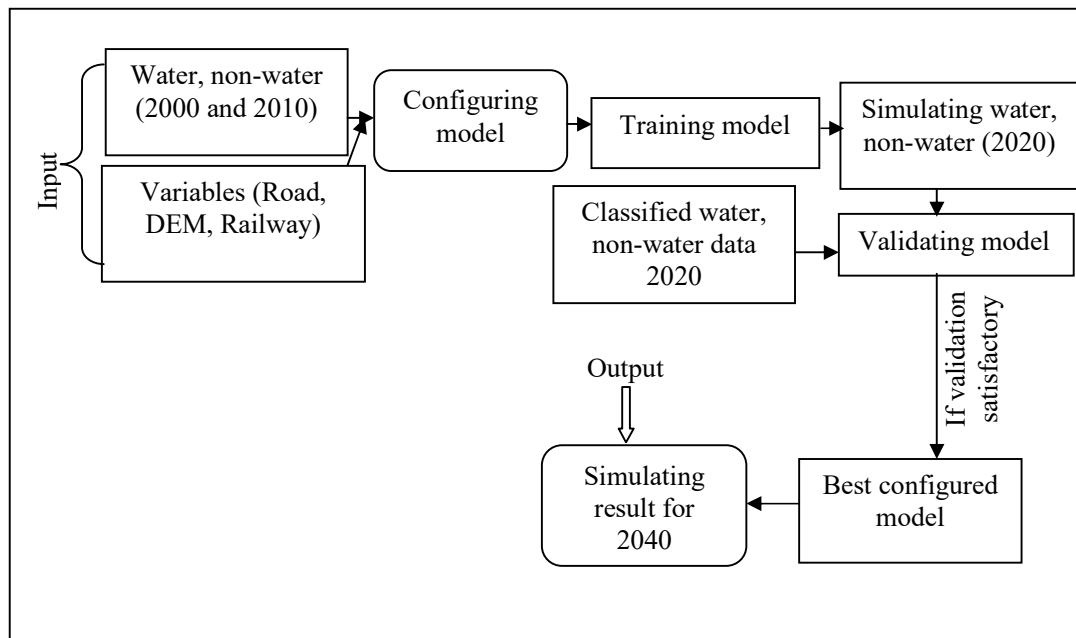 Input
Water, non-water
(2000 and 2010)
Variables (Road,
DEM, Railway)
Configuring
model
Training model
Simulating water,
non-water (2020)
Classified water,
non-water data
2020
Validating model
If validation
satisfactory
Output
Simulating
result for
2040
Best configured
model